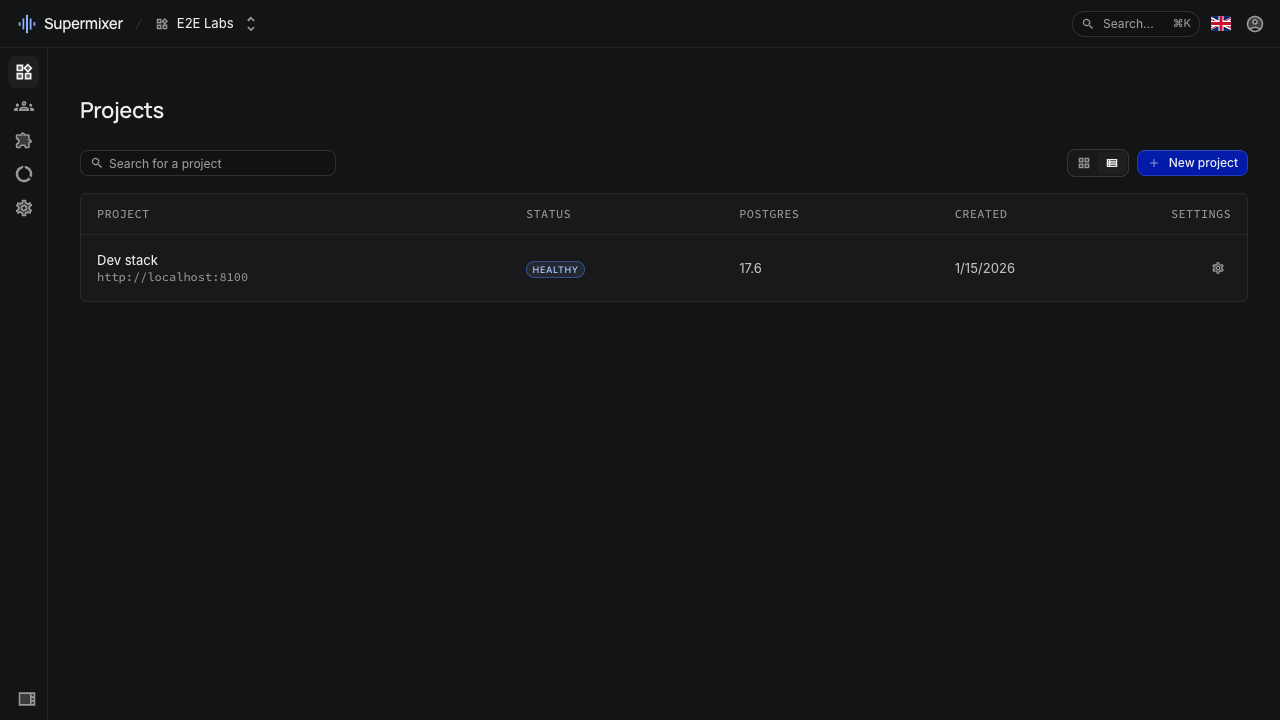 Supermixer / E2E Labs
Search... ⌘K
Projects
Search for a project
+ New project
PROJECT STATUS POSTGRES CREATED SETTINGS
Dev stack
http://localhost:8100
HEALTHY 17.6 1/15/2026